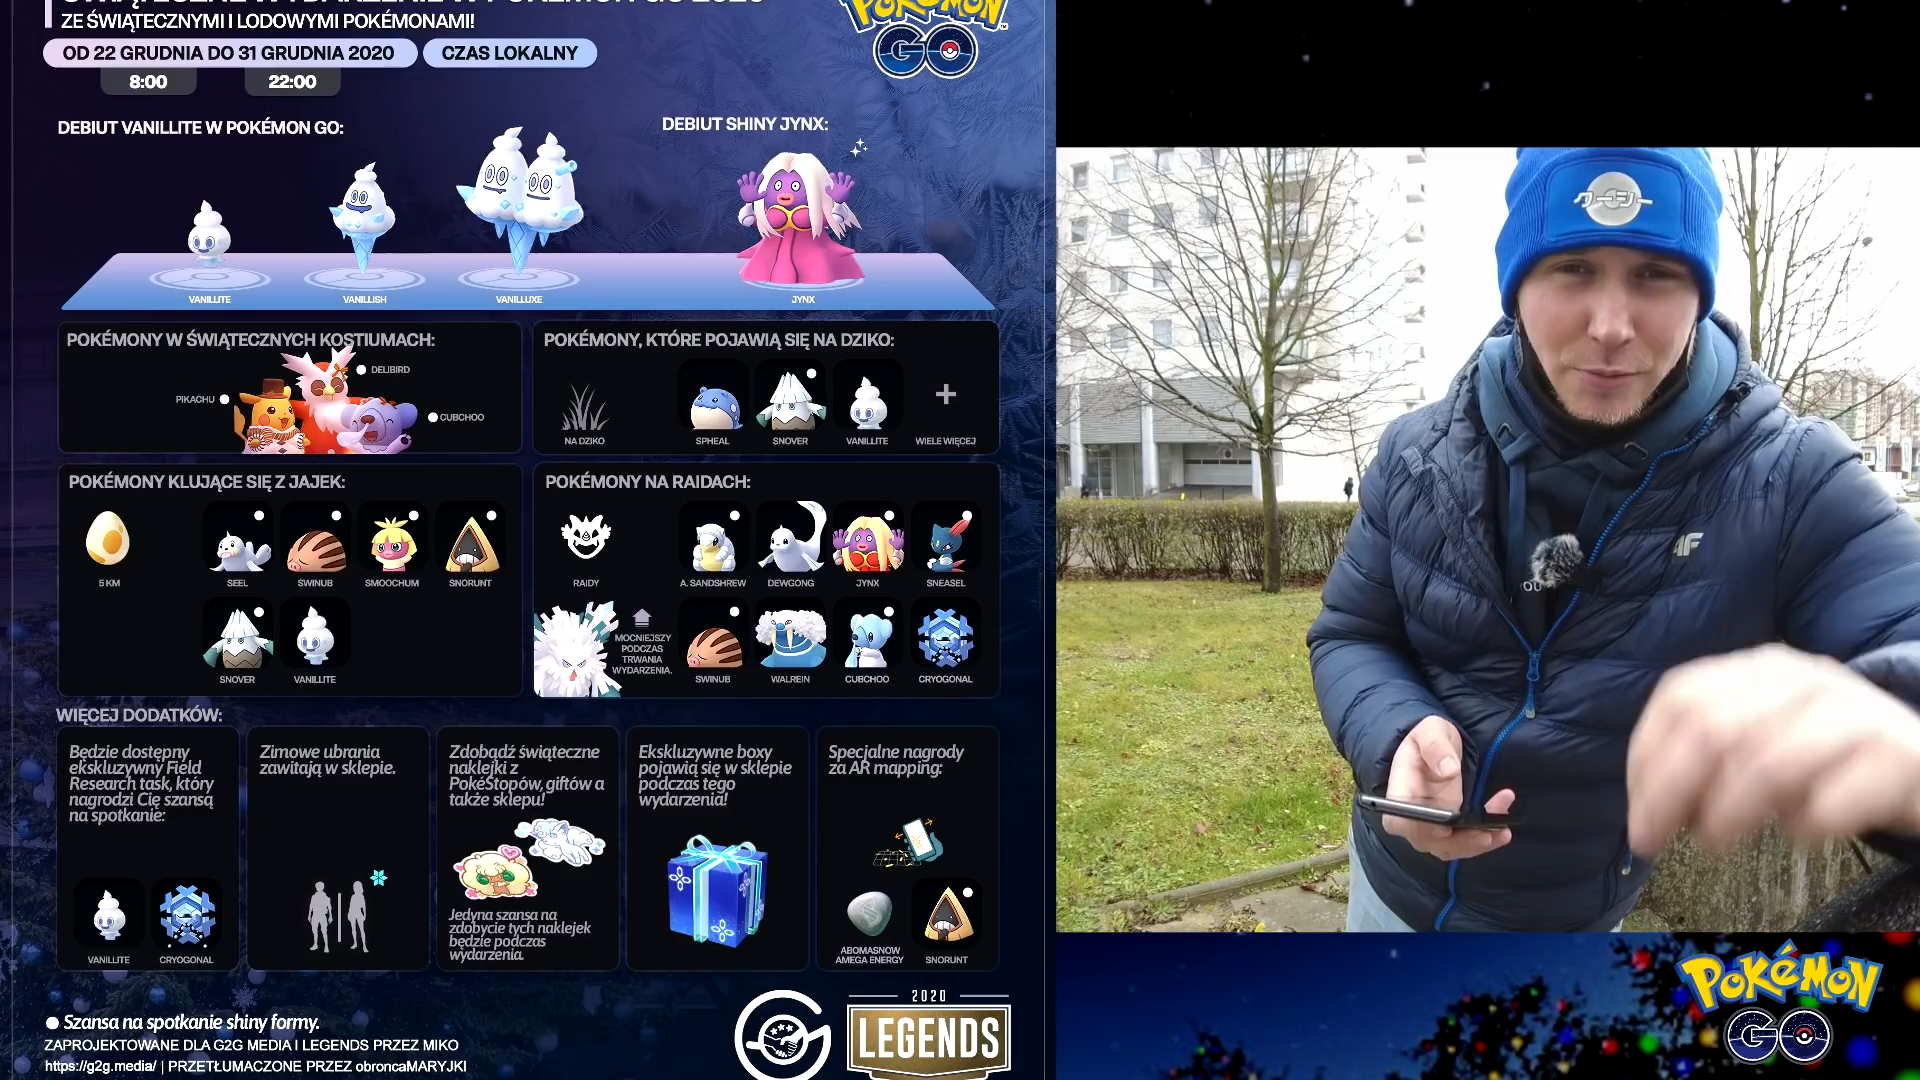 ZE ŚWIĄTECZNYMI I LODOWYMI POKÉMONAMI!
OD 22 GRUDNIA DO 31 GRUDNIA 2020
CZAS LOKALNY
8:00
22:00
POKÉMON
GO
DEBIUT VANILLITE W POKÉMON GO:
DEBIUT SHINY JYNX:
VANILLITE
VANILLISH
VANILLUXE
JYNX
POKÉMONY W ŚWIĄTECZNYCH KOSTIUMACH:
DELIBIRD
PIKACHU
CUBCHOO
POKÉMONY, KTÓRE POJAWIĄ SIĘ NA DZIKO:
NA DZIKO
SPHEAL
SNOVER
VANILLITE
+
WIELE WIĘCEJ
POKÉMONY KLUJĄCE SIĘ Z JAJEK:
5 KM
SEEL
SWINUB
SMOOCHUM
SNORUNT
SNOVER
VANILLITE
POKÉMONY NA RAIDACH:
RAIDY
A. SANDSHREW
DEWGONG
JYNX
SNEASEL
MOCNIEJSZY
PODCZAS
TRWANIA
WYDARZENIA.
SWINUB
WALREIN
CUBCHOO
CRYOGONAL
WIĘCEJ DODATKÓW:
Będzie dostępny
ekskluzywny Field
Research task, który
nagrodzi Cię szansą
na spotkanie:
VANILLITE
CRYOGONAL
Zimowe ubrania
zawitają w sklepie.
Zdobądź świąteczne
naklejki z
PokéStopów, giftów a
także sklepu!
Jedyna szansa na
zdobycie tych naklejek
będzie podczas
wydarzenia.
Ekskluzywne boxy
pojawią się w sklepie
podczas tego
wydarzenia!
Specjalne nagrody
za AR mapping:
ABOMASNOW
AMEGA ENERGY
SNORUNT
Szansa na spotkanie shiny formy.
ZAPROJEKTOWANE DLA G2G MEDIA I LEGENDS PRZEZ MIKO
https://g2g.media/ | PRZETŁUMACZONE PRZEZ obroncaMARYJKI
2020
LEGENDS
クーシー
4F
POKÉMON
GO